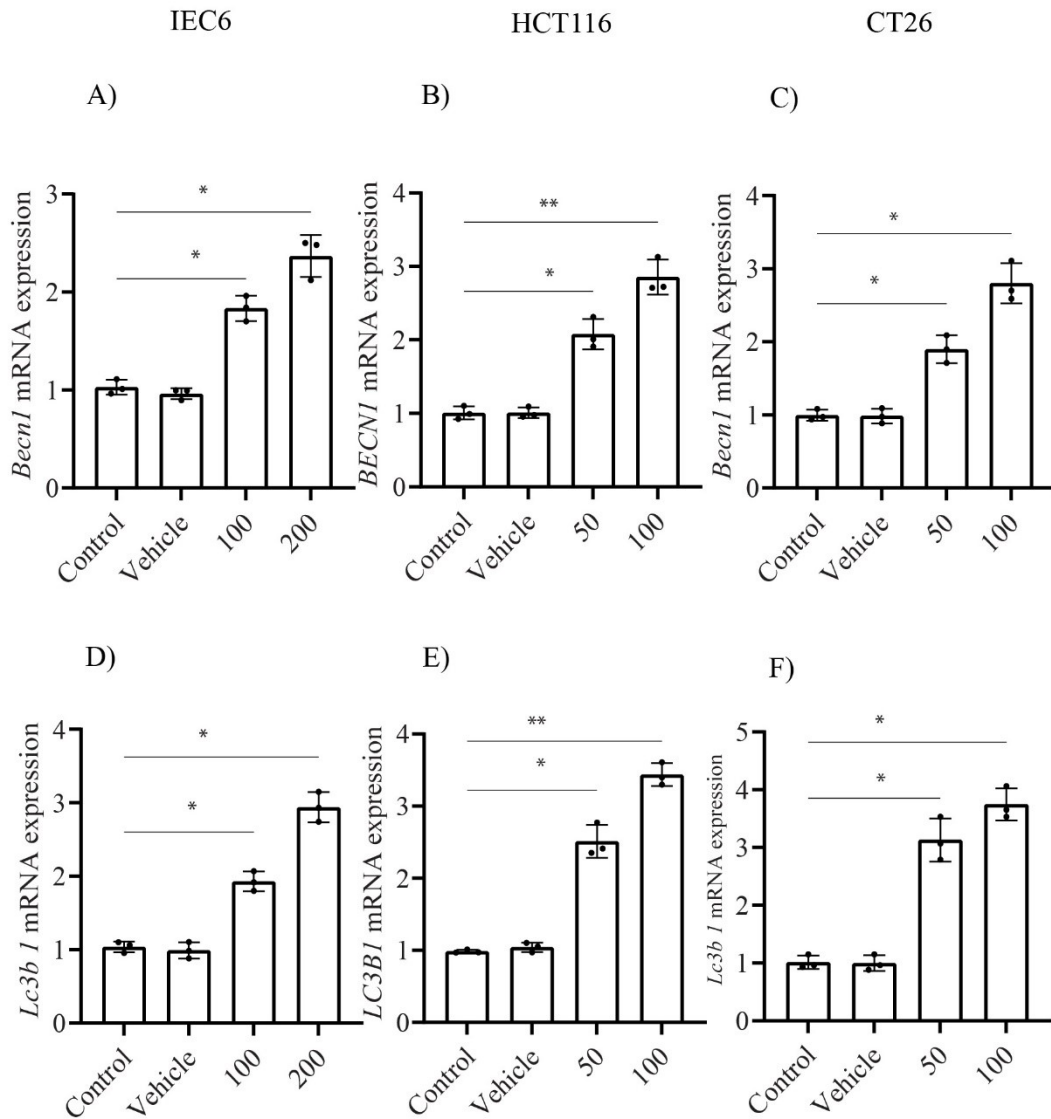 IEC6 HCT116 CT26
A) B) C)
Becn1 mRNA expression
3
2
1
0
*
*
Control Vehicle 100 200
BECN1 mRNA expression
4
3
2
1
0
**
*
Control Vehicle 50 100
Becn1 mRNA expression
4
3
2
1
0
*
*
Control Vehicle 50 100
D) E) F)
Lc3b 1 mRNA expression
4
3
2
1
0
*
*
Control Vehicle 100 200
LC3B1 mRNA expression
4
3
2
1
0
**
*
Control Vehicle 50 100
Lc3b 1 mRNA expression
5
4
3
2
1
0
*
*
Control Vehicle 50 100